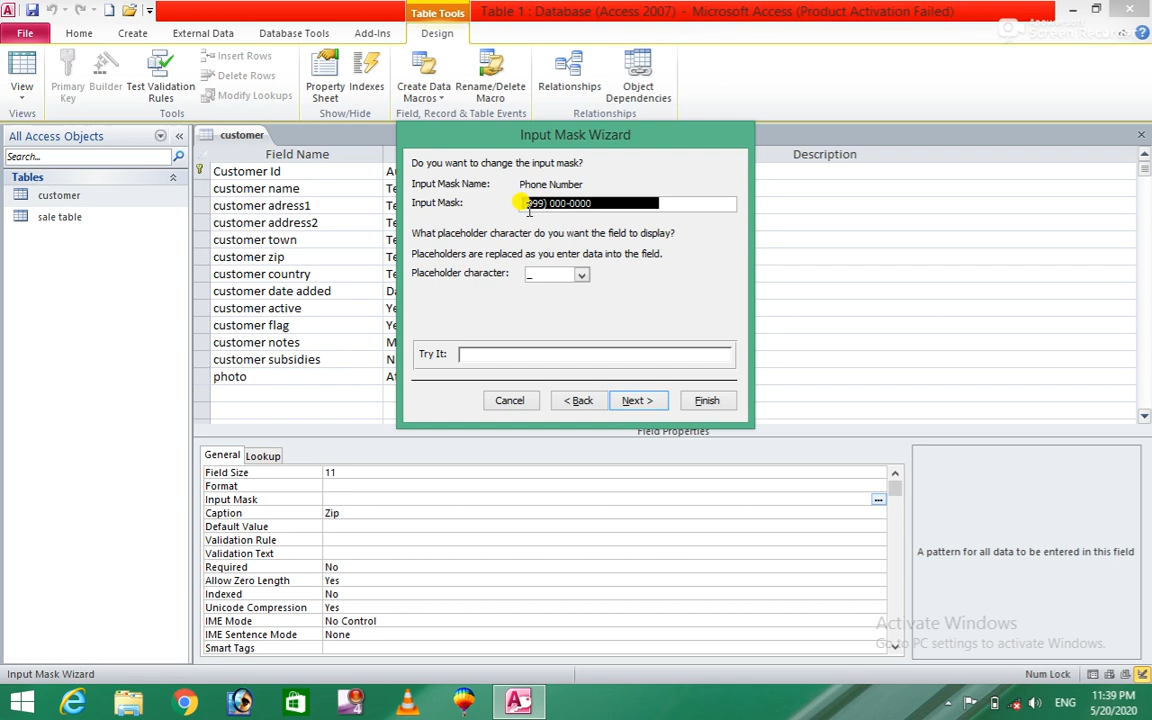 Table Tools
Table 1 : Database (Access 2007) - Microsoft Access (Product Activation Failed)
File Home Create External Data Database Tools Add-Ins Design
View
Primary Key
Builder
Test Validation Rules
Insert Rows
Delete Rows
Modify Lookups
Property Sheet
Indexes
Create Data Macros
Rename/Delete Macro
Relationships
Object Dependencies
Views Tools Show/Hide Field, Record & Table Events Relationships
All Access Objects
Search...
Tables
customer
sale table
customer
Field Name Description
Customer Id
customer name
customer adress1
customer address2
customer town
customer zip
customer country
customer date added
customer active
customer flag
customer notes
customer subsidies
photo
Input Mask Wizard
Do you want to change the input mask?
Input Mask Name: Phone Number
Input Mask: 999) 000-0000
What placeholder character do you want the field to display?
Placeholders are replaced as you enter data into the field.
Placeholder character: _
Try It:
Cancel < Back Next > Finish
Field Properties
General Lookup
Field Size 11
Format
Input Mask ...
Caption Zip
Default Value
Validation Rule
Validation Text
Required No
Allow Zero Length Yes
Indexed No
Unicode Compression Yes
IME Mode No Control
IME Sentence Mode None
Smart Tags
A pattern for all data to be entered in this field
Activate Windows
Go to PC settings to activate Windows.
Input Mask Wizard Num Lock
ENG 11:39 PM
5/20/2020